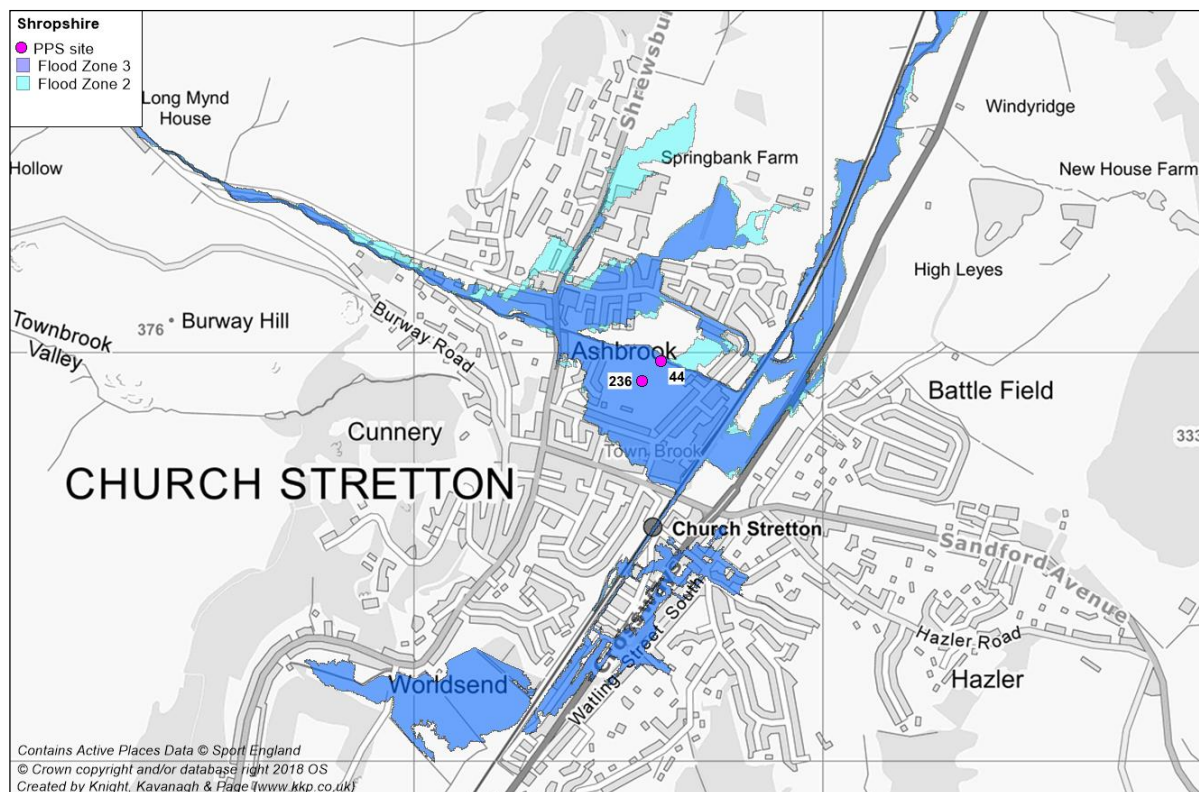 Shropshire
PPS site
Flood Zone 3
Flood Zone 2
Long Mynd
House
Hollow
Shrewsbur
Springbank Farm
Windyridge
New House Farm
High Leyes
Townbrook
Valley
376
Burway Hill
Burway Road
Ashbrook
44
236
Battle Field
Cunnery
Town Brook
333
CHURCH STRETTON
Church Stretton
Sandford Avenue
Crossways
Watling Street South
Hazler Road
Hazler
Worldsend
Contains Active Places Data © Sport England
© Crown copyright and/or database right 2018 OS
Created by Knight, Kavanagh & Page (www.kkp.co.uk)